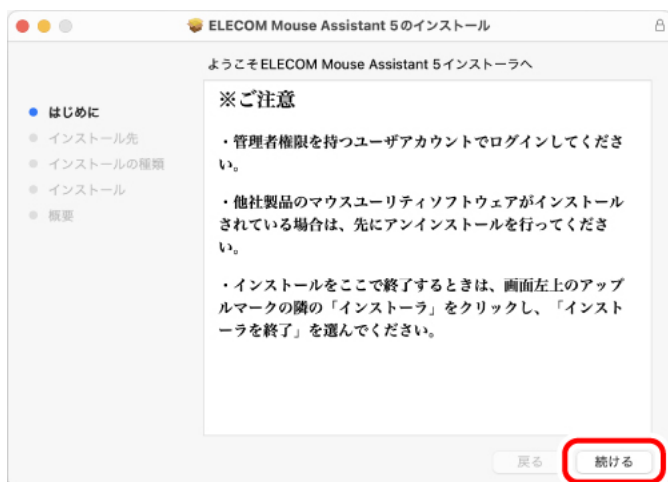 ELECOM Mouse Assistant 5のインストール
ようこそELECOM Mouse Assistant 5インストーラへ
はじめに
インストール先
インストールの種類
インストール
概要
※ご注意
・管理者権限を持つユーザアカウントでログインしてくださ
い。
・他社製品のマウスユーリティソフトウェアがインストール
されている場合は、先にアンインストールを行ってくださ
い。
・インストールをここで終了するときは、画面左上のアップ
ルマークの隣の「インストーラ」をクリックし、「インスト
ーラを終了」を選んでください。
戻る
続ける